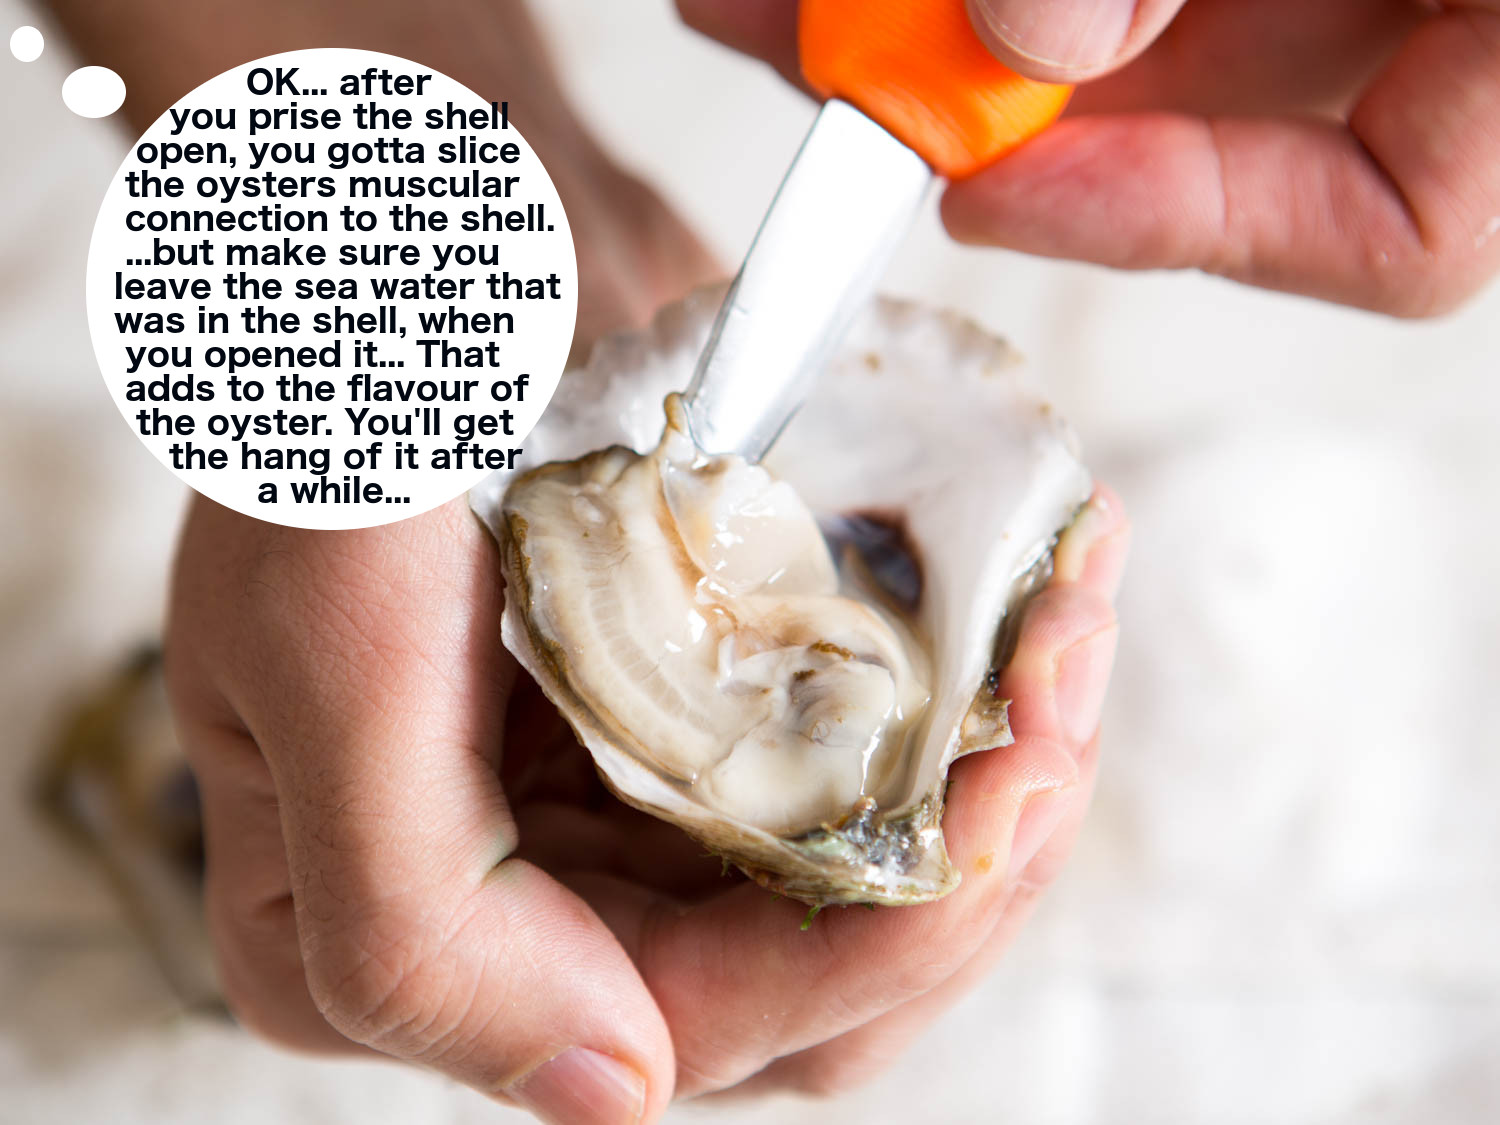 OK... after
you prise the shell
open, you gotta slice
the oysters muscular
connection to the shell.
...but make sure you
leave the sea water that
was in the shell, when
you opened it... That
adds to the flavour of
the oyster. You'll get
the hang of it after
a while...